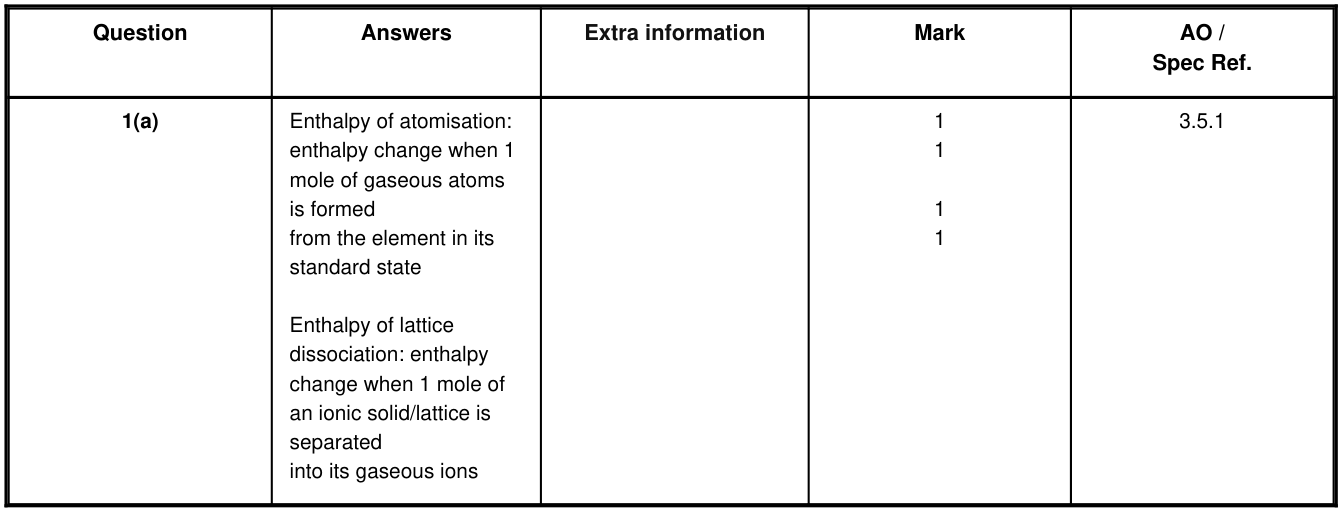 Question Answers Extra information Mark AO /
Spec Ref.
1(a) Enthalpy of atomisation: 1 3.5.1
enthalpy change when 1 1
mole of gaseous atoms
is formed 1
from the element in its 1
standard state
Enthalpy of lattice
dissociation: enthalpy
change when 1 mole of
an ionic solid/lattice is
separated
into its gaseous ions